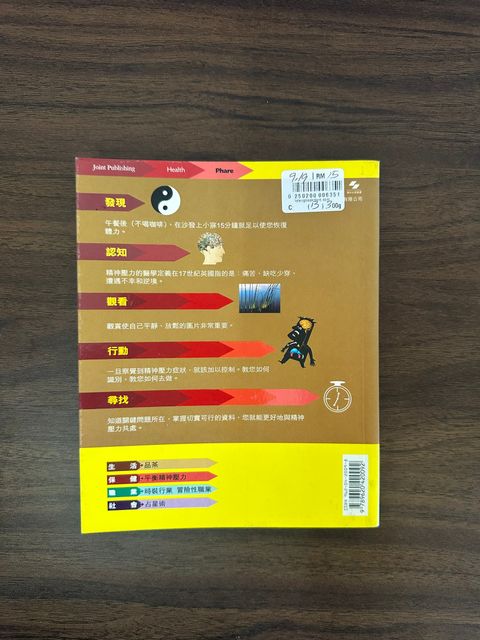 Joint Publishing Health Phare
RM 15
有限公司
發現
午餐後（不喝咖啡），在沙發上小寐15分鐘就足以使您恢復
體力。
認知
精神壓力的醫學定義在17世紀英國指的是：痛苦、缺吃少穿、
遭遇不幸和逆境。
觀看
觀賞使自己平靜、放鬆的圖片非常重要。
行動
一旦察覺到精神壓力症狀，就該加以控制。教您如何
識別，教您如何去做。
尋找
知道關鍵問題所在，掌握切實可行的資料，您就能更好地與精神
壓力共處。
生活 品茶
保健 平衡精神壓力
職業 時裝行業 冒險性職業
社會 占星術